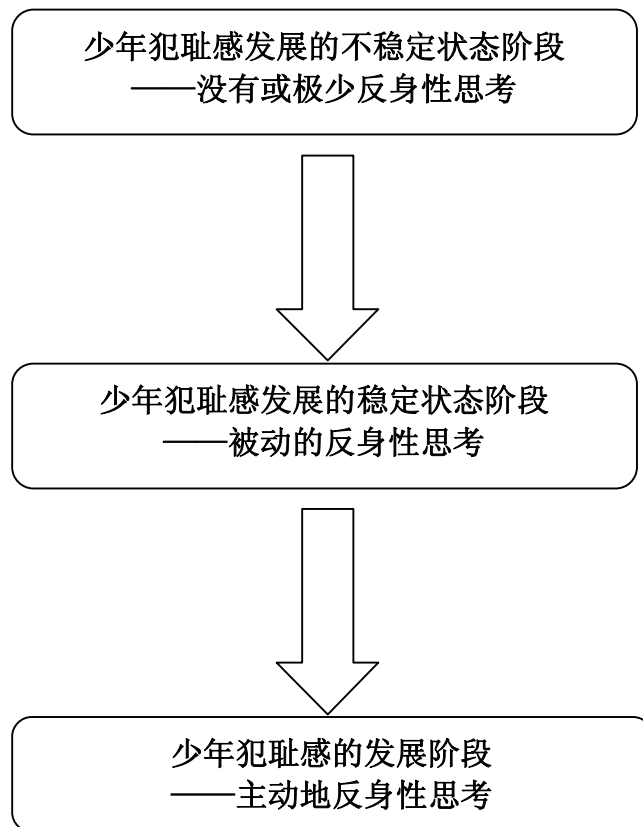 少年犯耻感发展的不稳定状态阶段
——没有或极少反身性思考
少年犯耻感发展的稳定状态阶段
——被动的反身性思考
少年犯耻感的发展阶段
——主动地反身性思考